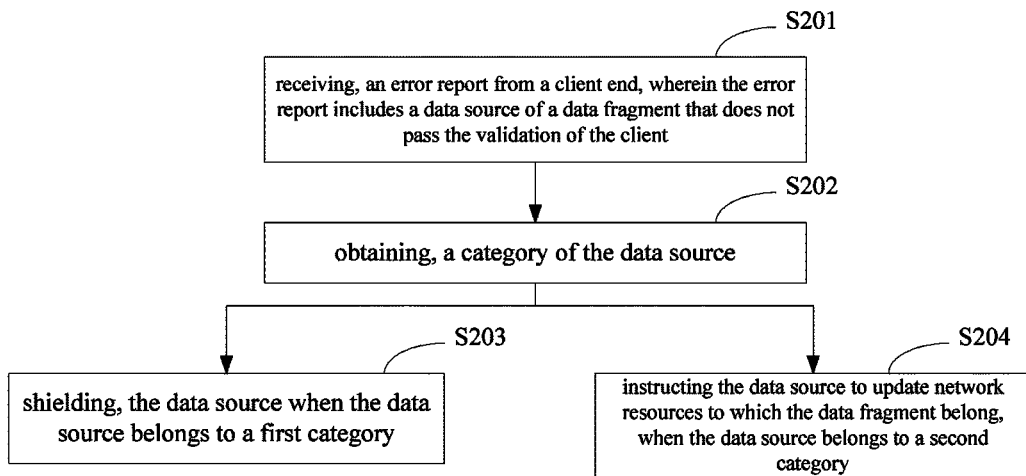 S201
receiving, an error report from a client end, wherein the error
report includes a data source of a data fragment that does not
pass the validation of the client
S202
obtaining, a category of the data source
S203
shielding, the data source when the data
source belongs to a first category
S204
instructing the data source to update network
resources to which the data fragment belong,
when the data source belongs to a second
category